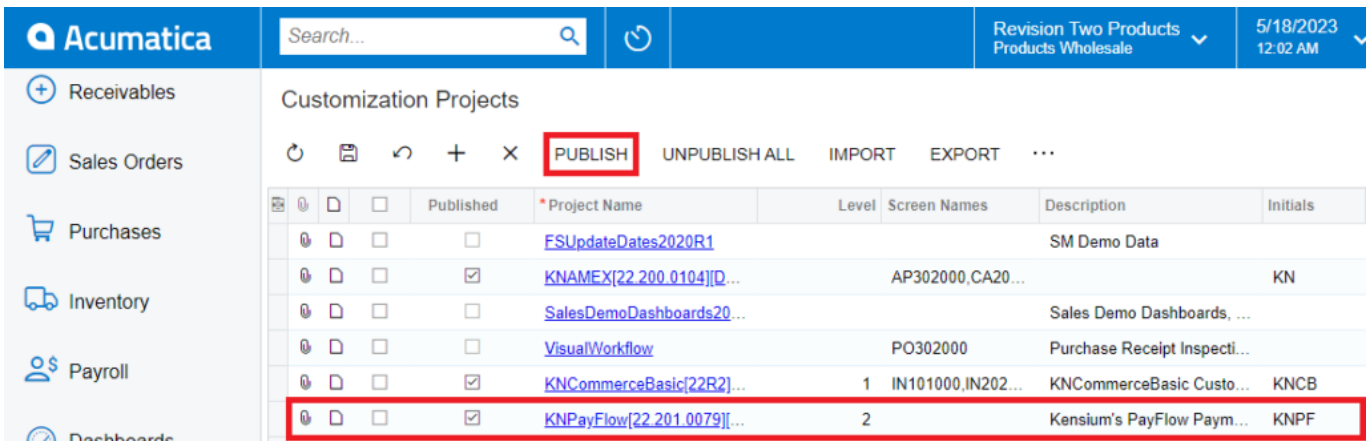 Acumatica
Search...
Revision Two Products
Products Wholesale
5/18/2023
12:02 AM
Receivables
Sales Orders
Purchases
Inventory
Payroll
Dashboards
Customization Projects
PUBLISH UNPUBLISH ALL IMPORT EXPORT ...
Published *Project Name Level Screen Names Description Initials
FSUpdateDates2020R1 SM Demo Data
KNAMEX[22.200.0104][D... AP302000,CA20... KN
SalesDemoDashboards20... Sales Demo Dashboards, ...
VisualWorkflow PO302000 Purchase Receipt Inspecti...
KNCommerceBasic[22R2]... 1 IN101000,IN202... KNCommerceBasic Custo... KNCB
KNPayFlow[22.201.0079][... 2 Kensium's PayFlow Paym... KNPF